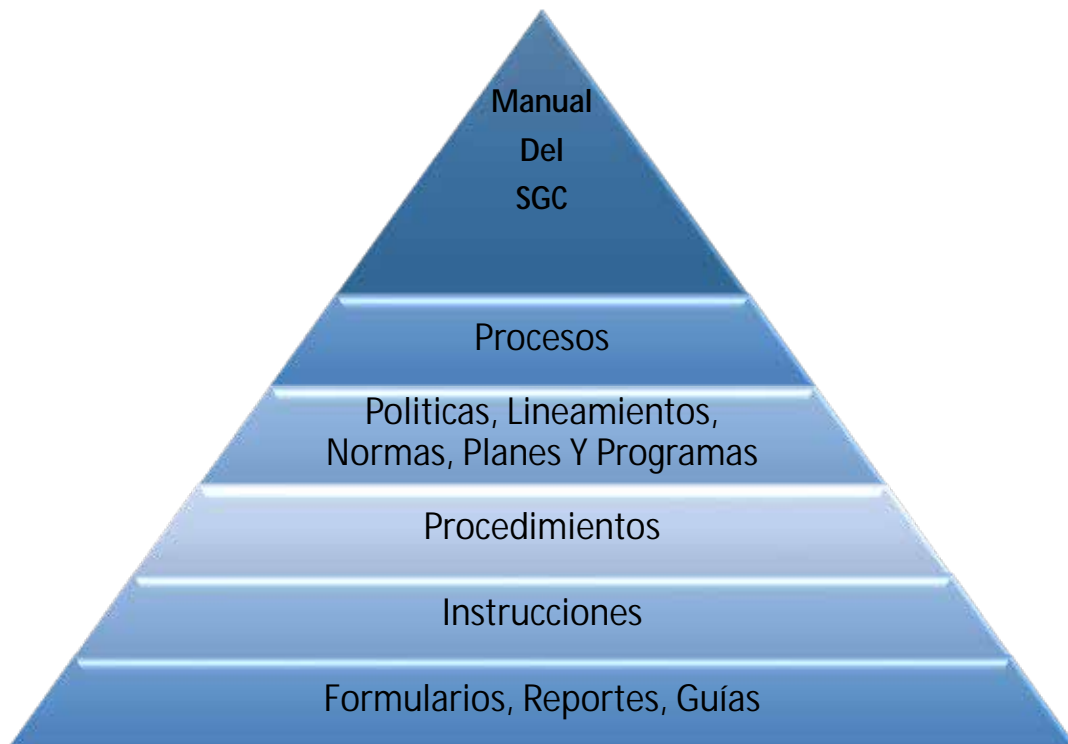 Manual
Del
SGC
Procesos
Politicas, Lineamientos,
Normas, Planes Y Programas
Procedimientos
Instrucciones
Formularios, Reportes, Guías